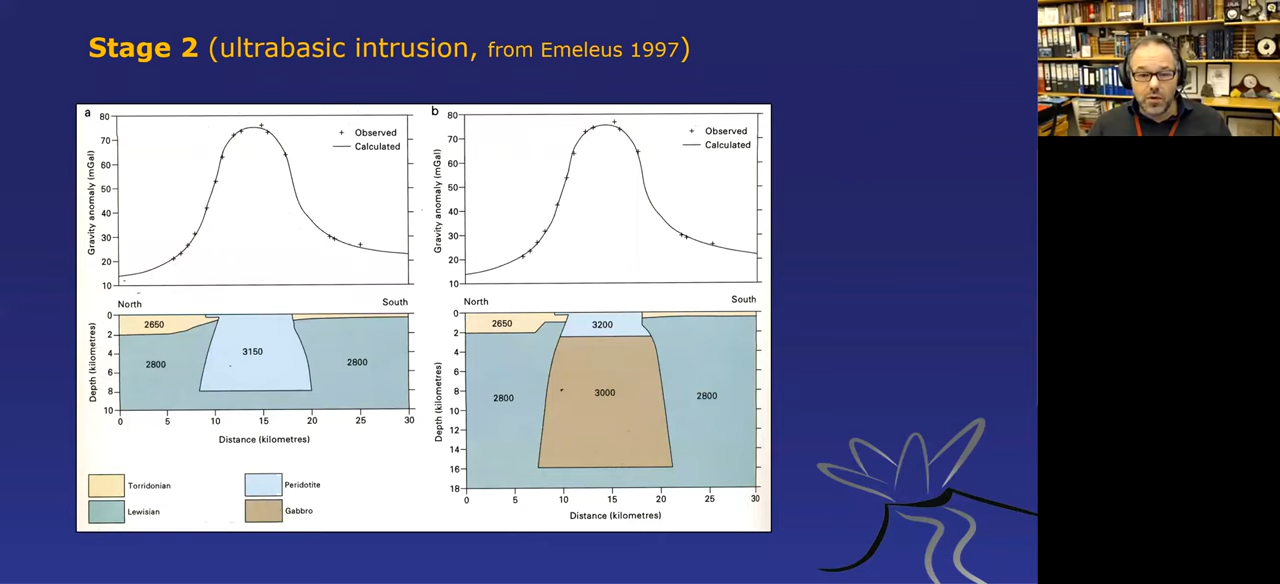 Stage 2 (ultrabasic intrusion, from Emeleus 1997)
a
80
70
60
50
40
30
20
10
Gravity anomaly (mGal)
+ Observed
— Calculated
North
South
0
2
4
6
8
10
Depth (kilometres)
2650
2800
3150
2800
0 5 10 15 20 25 30
Distance (kilometres)
b
80
70
60
50
40
30
20
10
Gravity anomaly (mGal)
+ Observed
— Calculated
North
South
0
2
4
6
8
10
12
14
16
18
Depth (kilometres)
2650
3200
2800
3000
2800
0 5 10 15 20 25 30
Distance (kilometres)
Torridonian
Peridotite
Lewisian
Gabbro